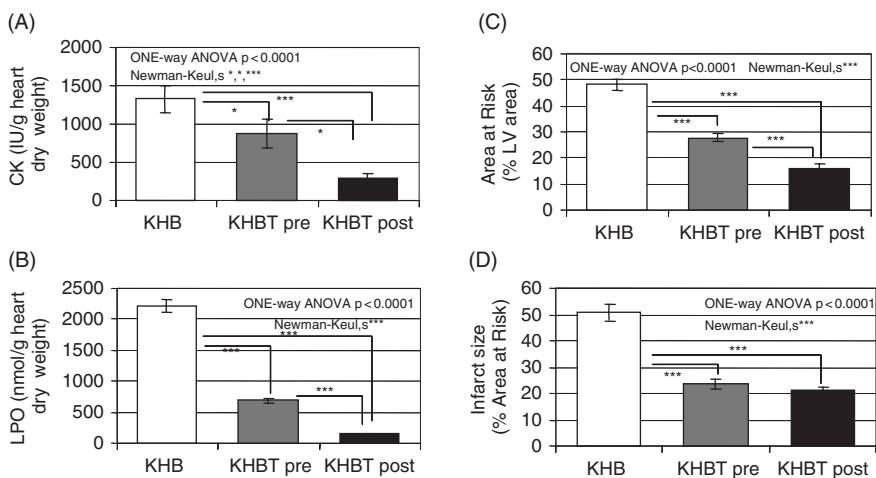 (A)
2000
1500
1000
500
0
CK (IU/g heart
dry weight)
ONE-way ANOVA p<0.0001
Newman-Keul,s *,*,***
***
*
*
KHB KHBT pre KHBT post
(B)
2500
2000
1500
1000
500
0
LPO (nmol/g heart
dry weight)
ONE-way ANOVA p<0.0001
Newman-Keul,s***
***
***
***
KHB KHBT pre KHBT post
(C)
60
50
40
30
20
10
0
Area at Risk
(% LV area)
ONE-way ANOVA p<0.0001 Newman-Keul,s***
***
***
***
KHB KHBT pre KHBT post
(D)
60
50
40
30
20
10
0
Infarct size
(% Area at Risk)
ONE-way ANOVA p<0.0001
Newman-Keul,s***
***
***
KHB KHBT pre KHBT post